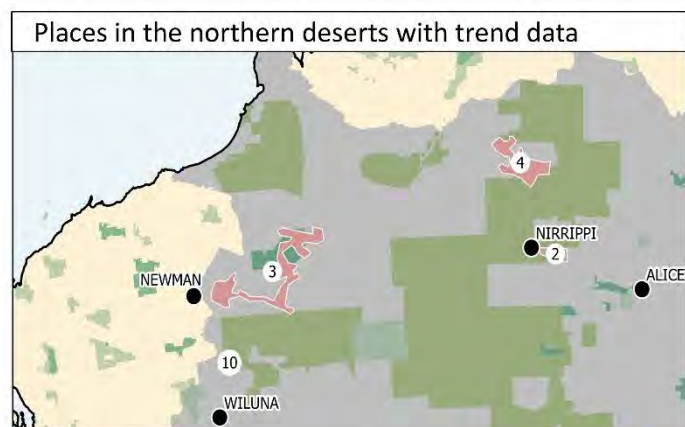 Places in the northern deserts with trend data
4
NIRRIPPI
2
3
NEWMAN
ALICE
10
WILUNA